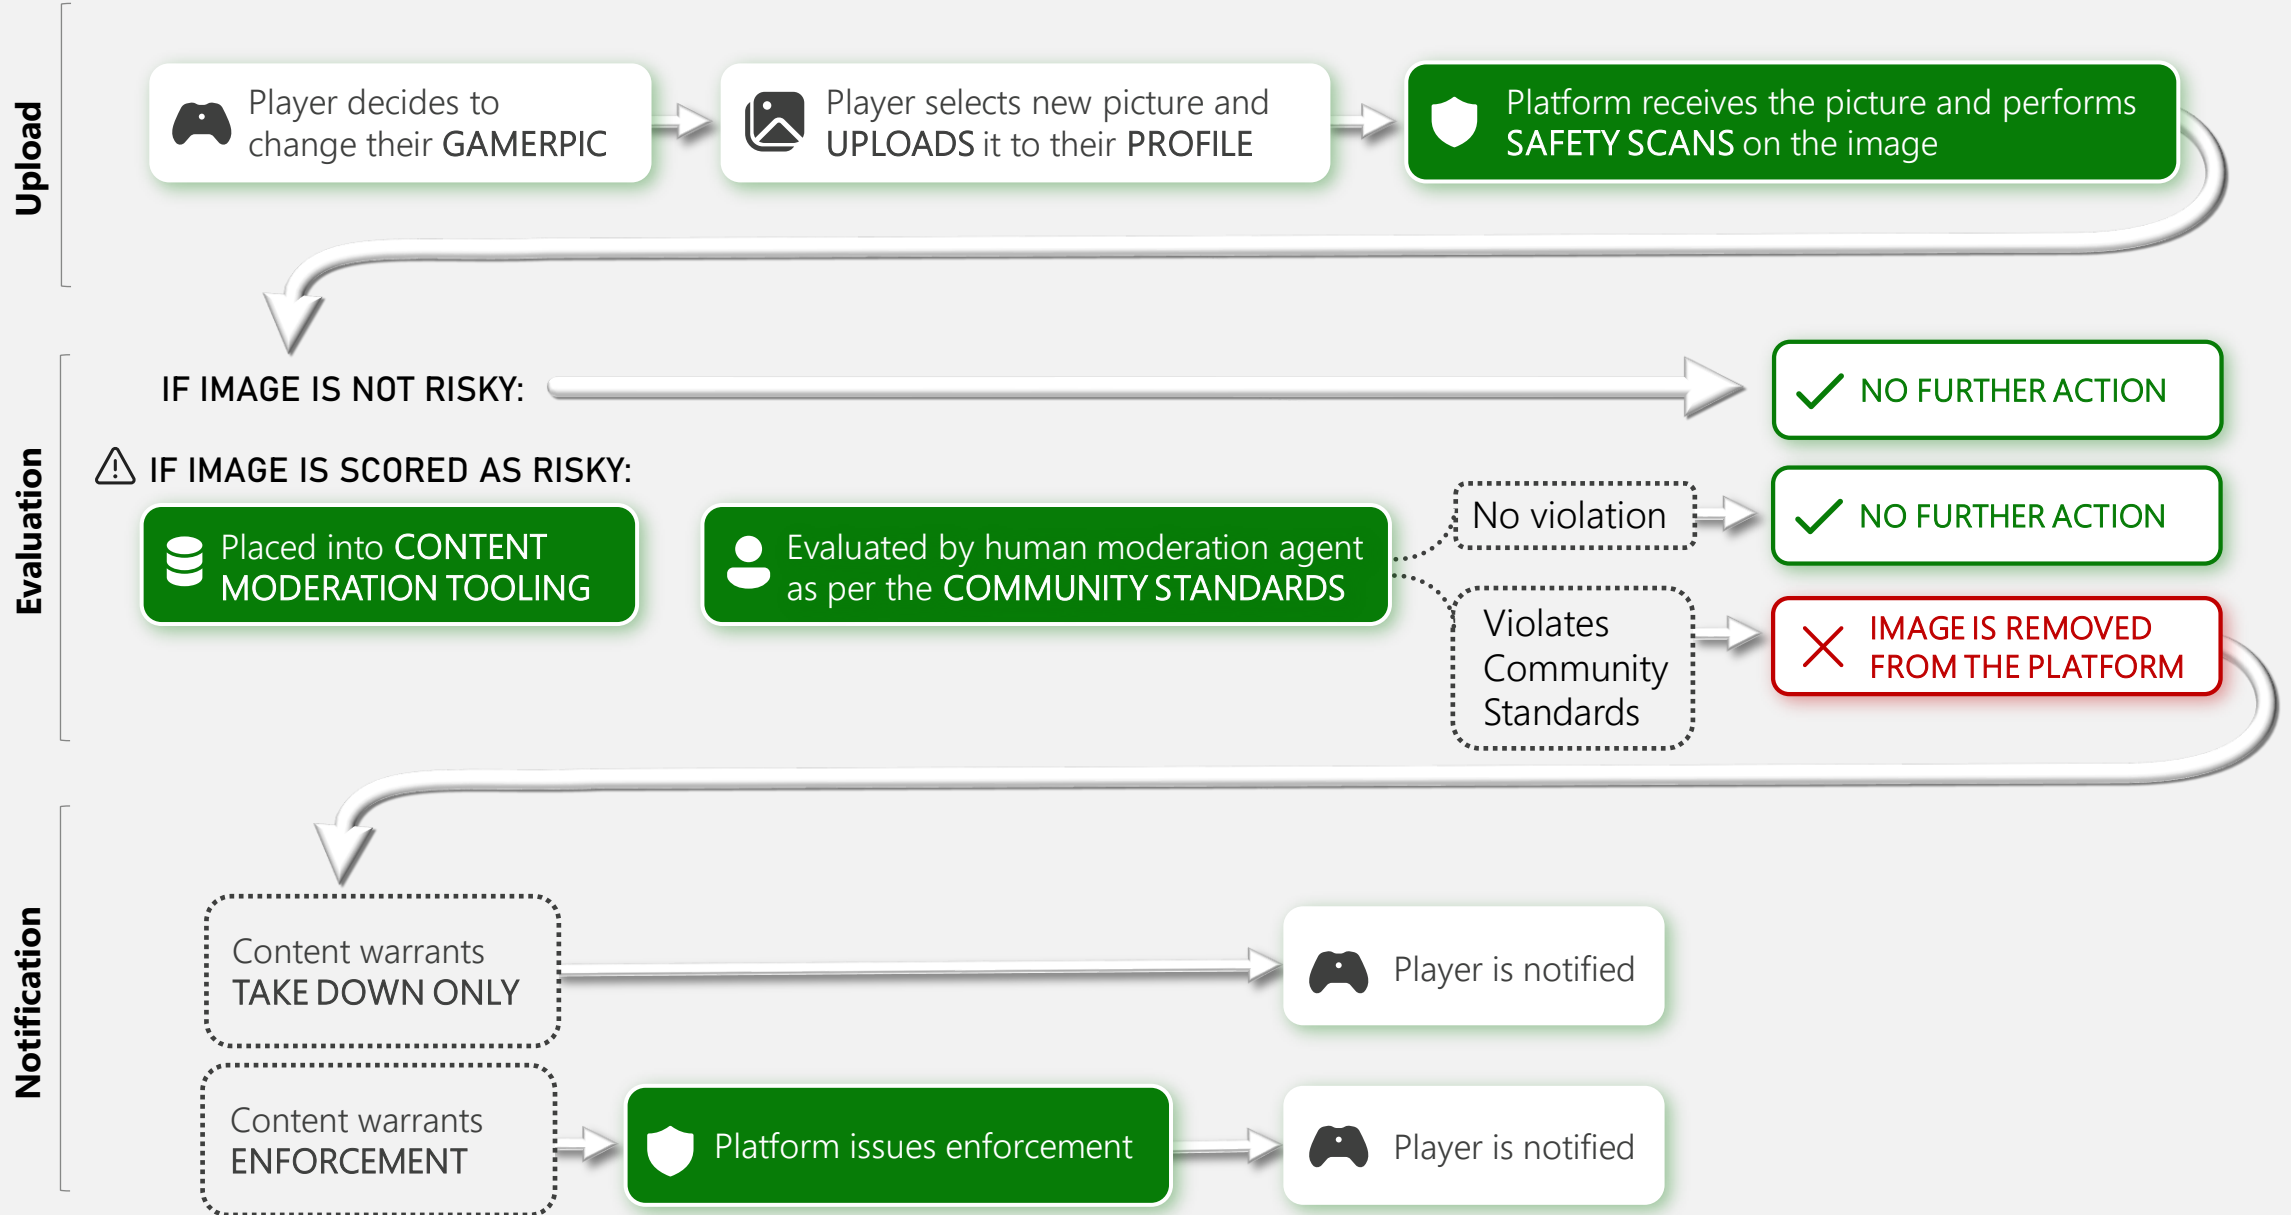 Upload
Player decides to
change their GAMERPIC
Player selects new picture and
UPLOADS it to their PROFILE
Platform receives the picture and performs
SAFETY SCANS on the image
Evaluation
IF IMAGE IS NOT RISKY:
NO FURTHER ACTION
IF IMAGE IS SCORED AS RISKY:
Placed into CONTENT
MODERATION TOOLING
Evaluated by human moderation agent
as per the COMMUNITY STANDARDS
No violation
NO FURTHER ACTION
Violates
Community
Standards
IMAGE IS REMOVED
FROM THE PLATFORM
Notification
Content warrants
TAKE DOWN ONLY
Player is notified
Content warrants
ENFORCEMENT
Platform issues enforcement
Player is notified